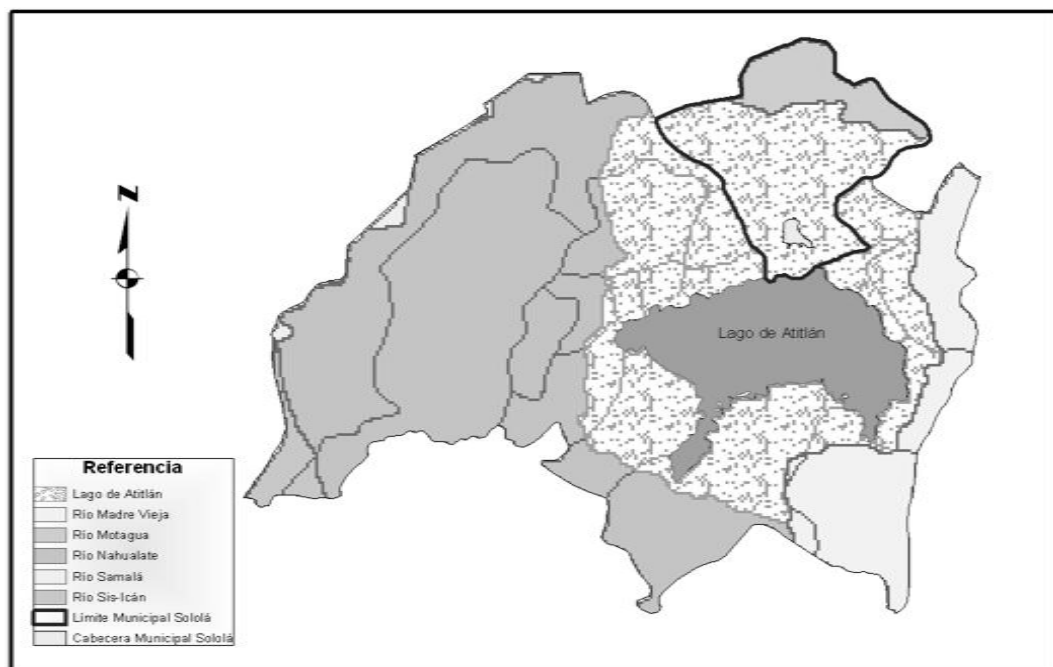 N
Lago de Atitlán
Referencia
Lago de Atitlán
Río Madre Vieja
Río Motagua
Río Nahualate
Río Samalá
Río Sis-Icán
Límite Municipal Sololá
Cabecera Municipal Sololá